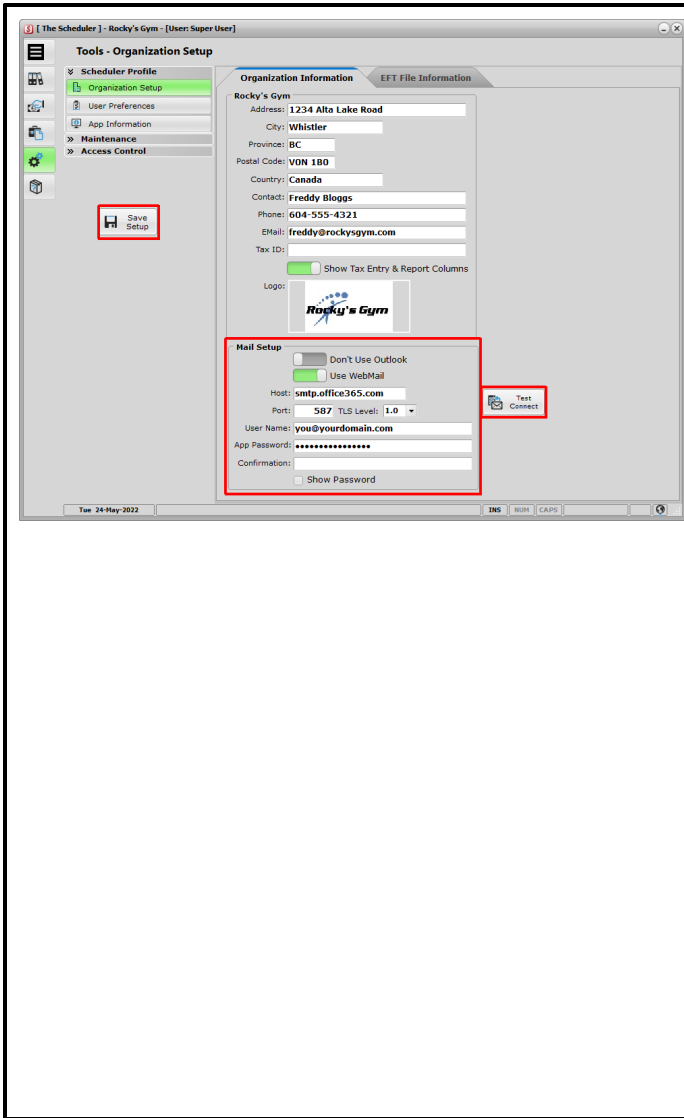 [ The Scheduler ] - Rocky's Gym - [User: Super User]
Tools - Organization Setup
Scheduler Profile
Organization Setup
User Preferences
App Information
Maintenance
Access Control
Save
Setup
Organization Information
EFT File Information
Rocky's Gym
Address: 1234 Alta Lake Road
City: Whistler
Province: BC
Postal Code: V0N 1B0
Country: Canada
Contact: Freddy Bloggs
Phone: 604-555-4321
EMail: freddy@rockysgym.com
Tax ID:
Show Tax Entry & Report Columns
Logo:
Rocky's Gym
Mail Setup
Don't Use Outlook
Use WebMail
Host: smtp.office365.com
Port: 587 TLS Level: 1.0
User Name: you@yourdomain.com
App Password: ••••••••••••••••
Confirmation:
Show Password
Test
Connect
Tue 24-May-2022 INS NUM CAPS